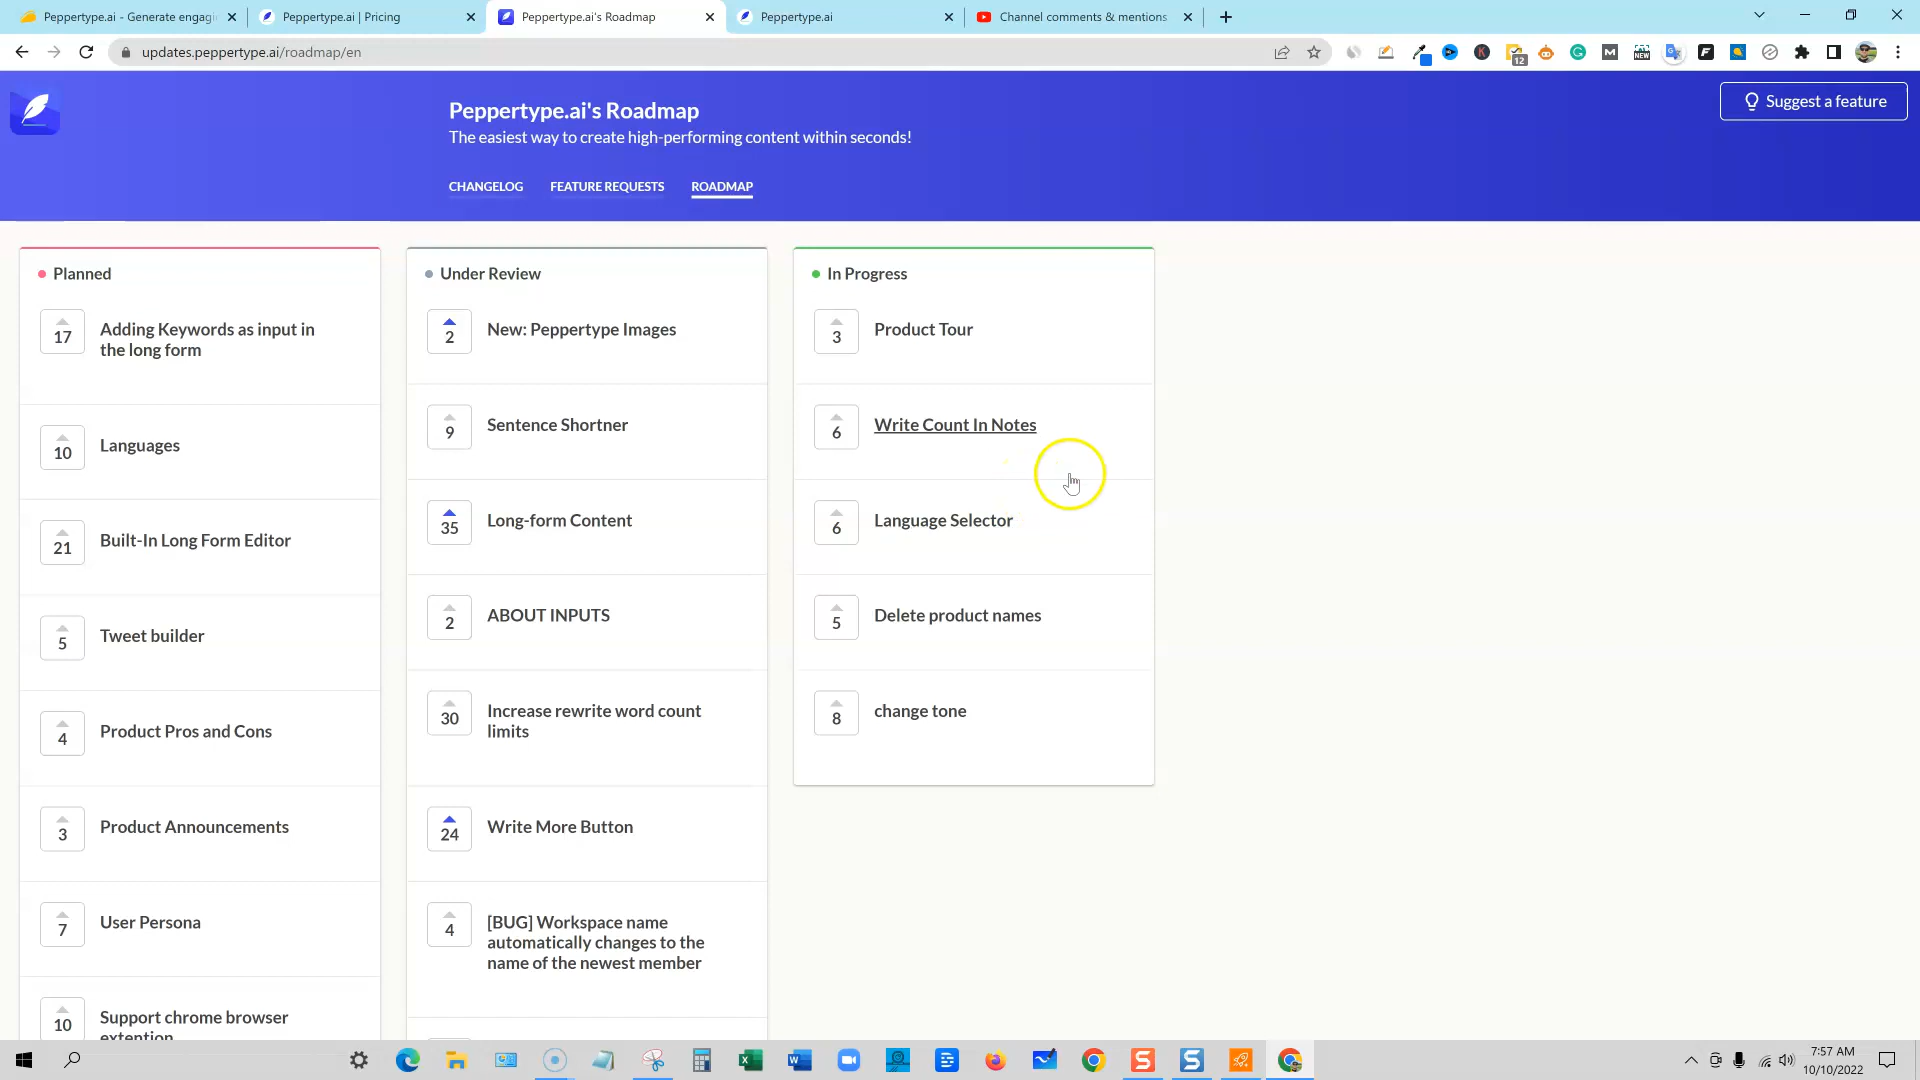 Peppertype.ai - Generate engagi
Peppertype.ai | Pricing
Peppertype.ai's Roadmap
Peppertype.ai
Channel comments & mentions
updates.peppertype.ai/roadmap/en
12
NEW
Peppertype.ai's Roadmap
The easiest way to create high-performing content within seconds!
Suggest a feature
CHANGELOG
FEATURE REQUESTS
ROADMAP
Planned
17
Adding Keywords as input in
the long form
10
Languages
21
Built-In Long Form Editor
5
Tweet builder
4
Product Pros and Cons
3
Product Announcements
7
User Persona
10
Support chrome browser
extention
Under Review
2
New: Peppertype Images
9
Sentence Shortner
35
Long-form Content
2
ABOUT INPUTS
30
Increase rewrite word count
limits
24
Write More Button
4
[BUG] Workspace name
automatically changes to the
name of the newest member
In Progress
3
Product Tour
6
Write Count In Notes
6
Language Selector
5
Delete product names
8
change tone
7:57 AM
10/10/2022